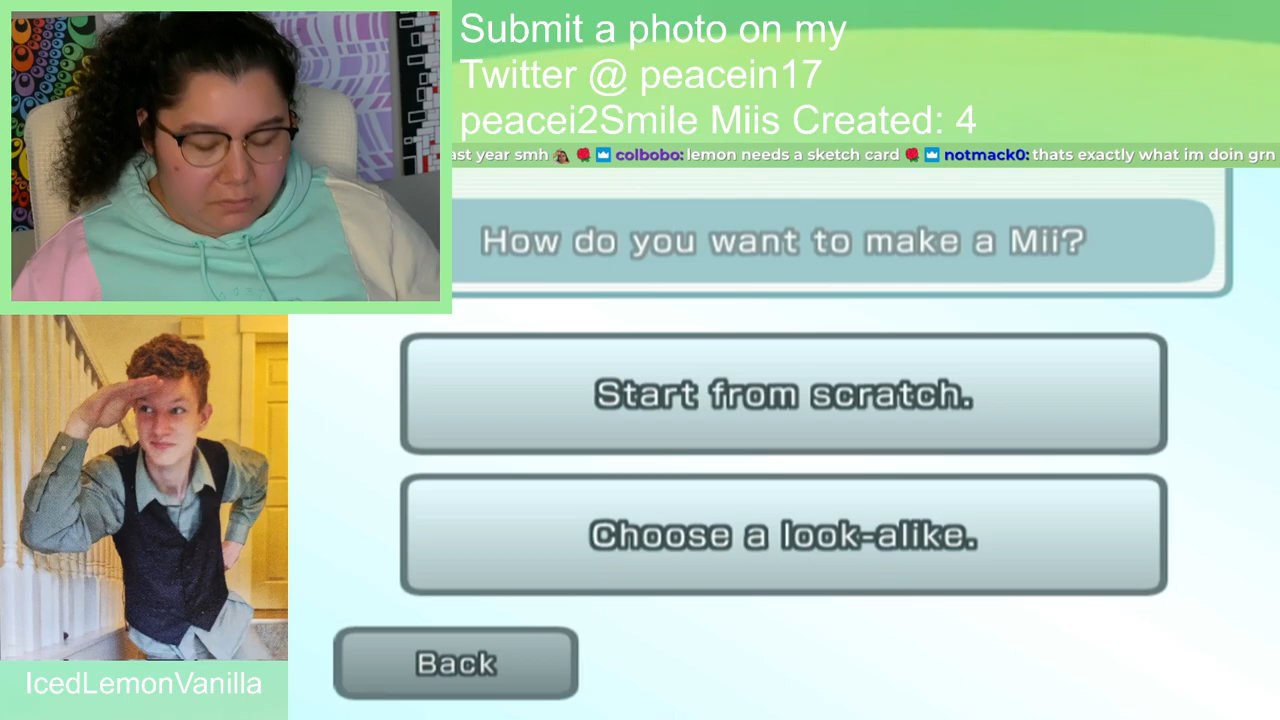 Submit a photo on my
Twitter @ peacein17
peacei2Smile Miis Created: 4
ast year smh colbobo: lemon needs a sketch card notmack0: thats exactly what im doin grn
How do you want to make a Mii?
Start from scratch.
Choose a look-alike.
Back
IcedLemonVanilla